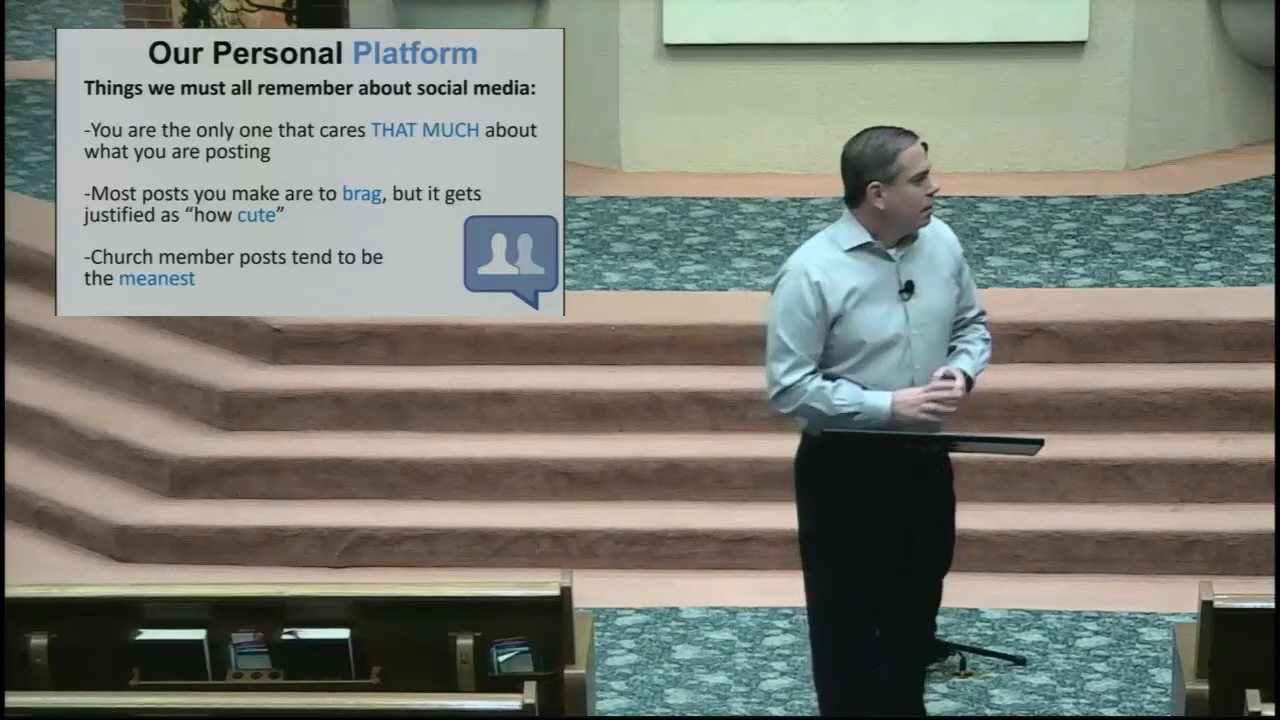 Our Personal Platform
Things we must all remember about social media:
-You are the only one that cares THAT MUCH about
what you are posting
-Most posts you make are to brag, but it gets
justified as “how cute”
-Church member posts tend to be
the meanest